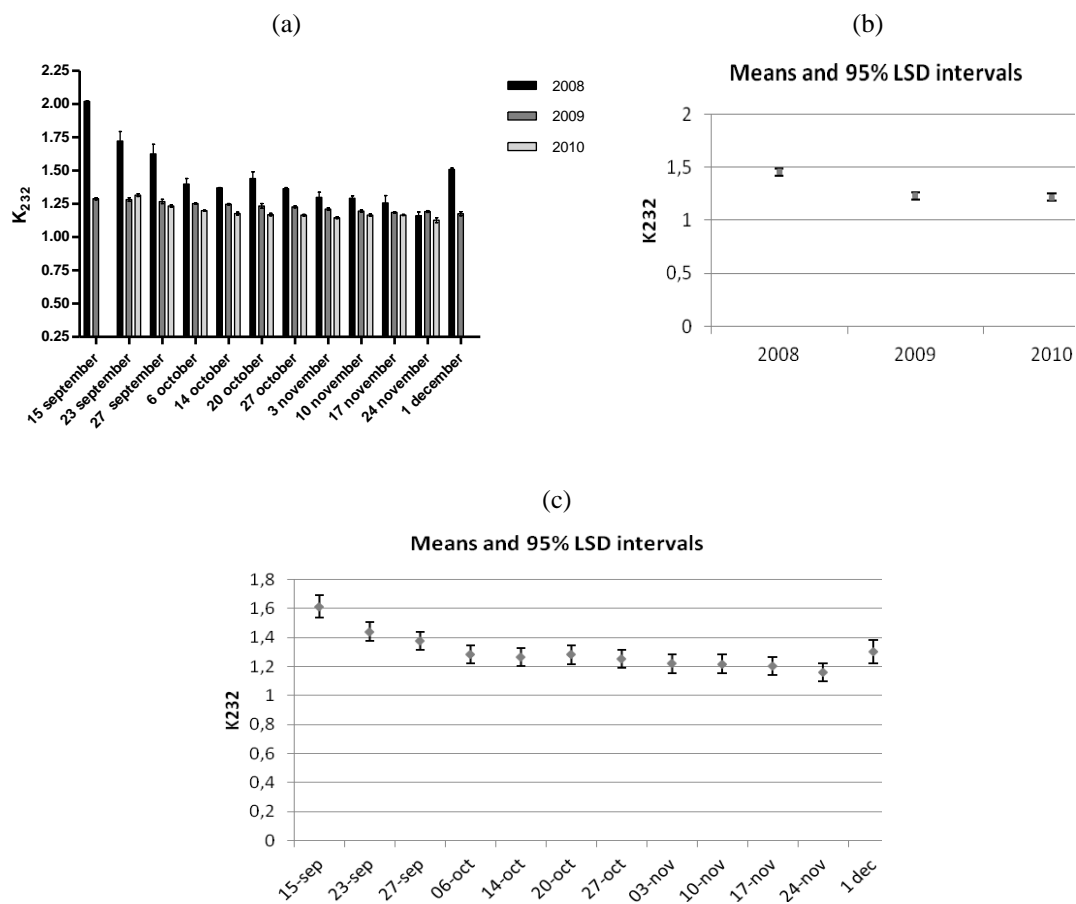 (a)
2.25
2.00
1.75
1.50
1.25
1.00
0.75
0.50
0.25
K232
15 september
23 september
27 september
6 october
14 october
20 october
27 october
3 november
10 november
17 november
24 november
1 december
2008
2009
2010
(b)
Means and 95% LSD intervals
2
1,5
1
0,5
0
K232
2008
2009
2010
(c)
Means and 95% LSD intervals
1,8
1,6
1,4
1,2
1
0,8
0,6
0,4
0,2
0
K232
15-sep
23-sep
27-sep
06-oct
14-oct
20-oct
27-oct
03-nov
10-nov
17-nov
24-nov
1 dec